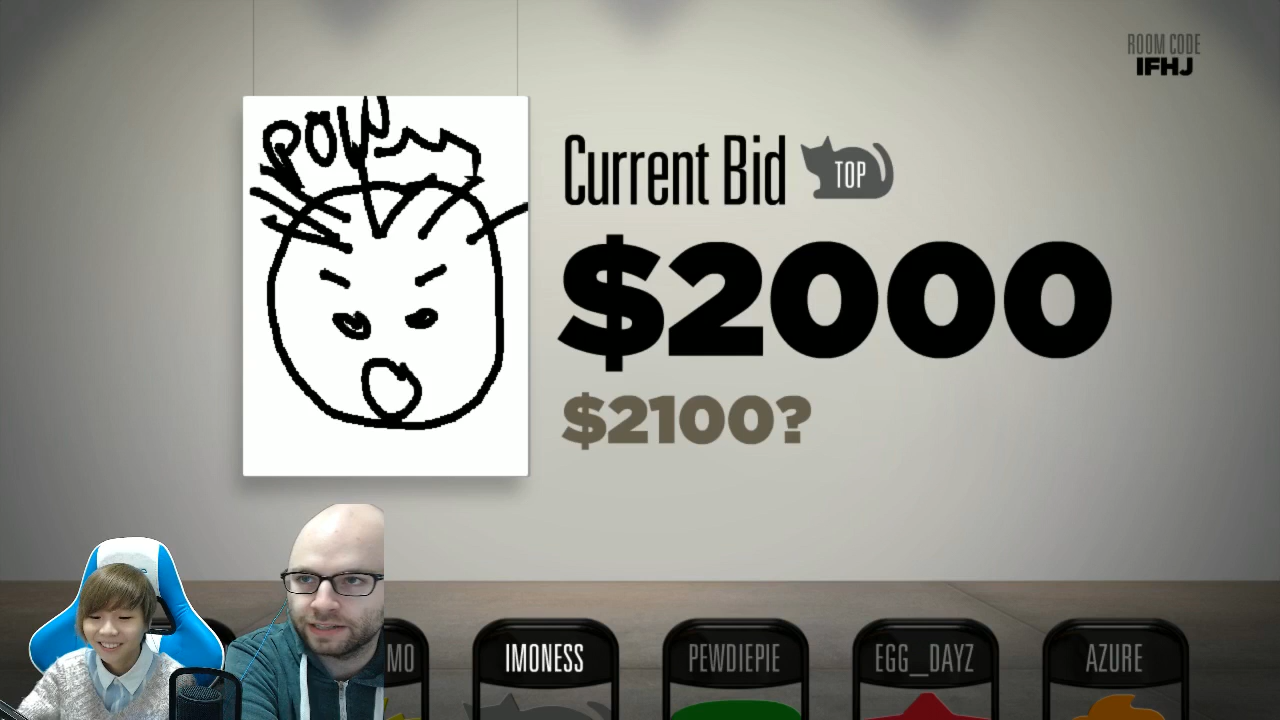 ROOM CODE
IFHJ
POW
Current Bid
TOP
$2000
$2100?
MO
IMONESS
PEWDIEPIE
EGG_DAYZ
AZURE